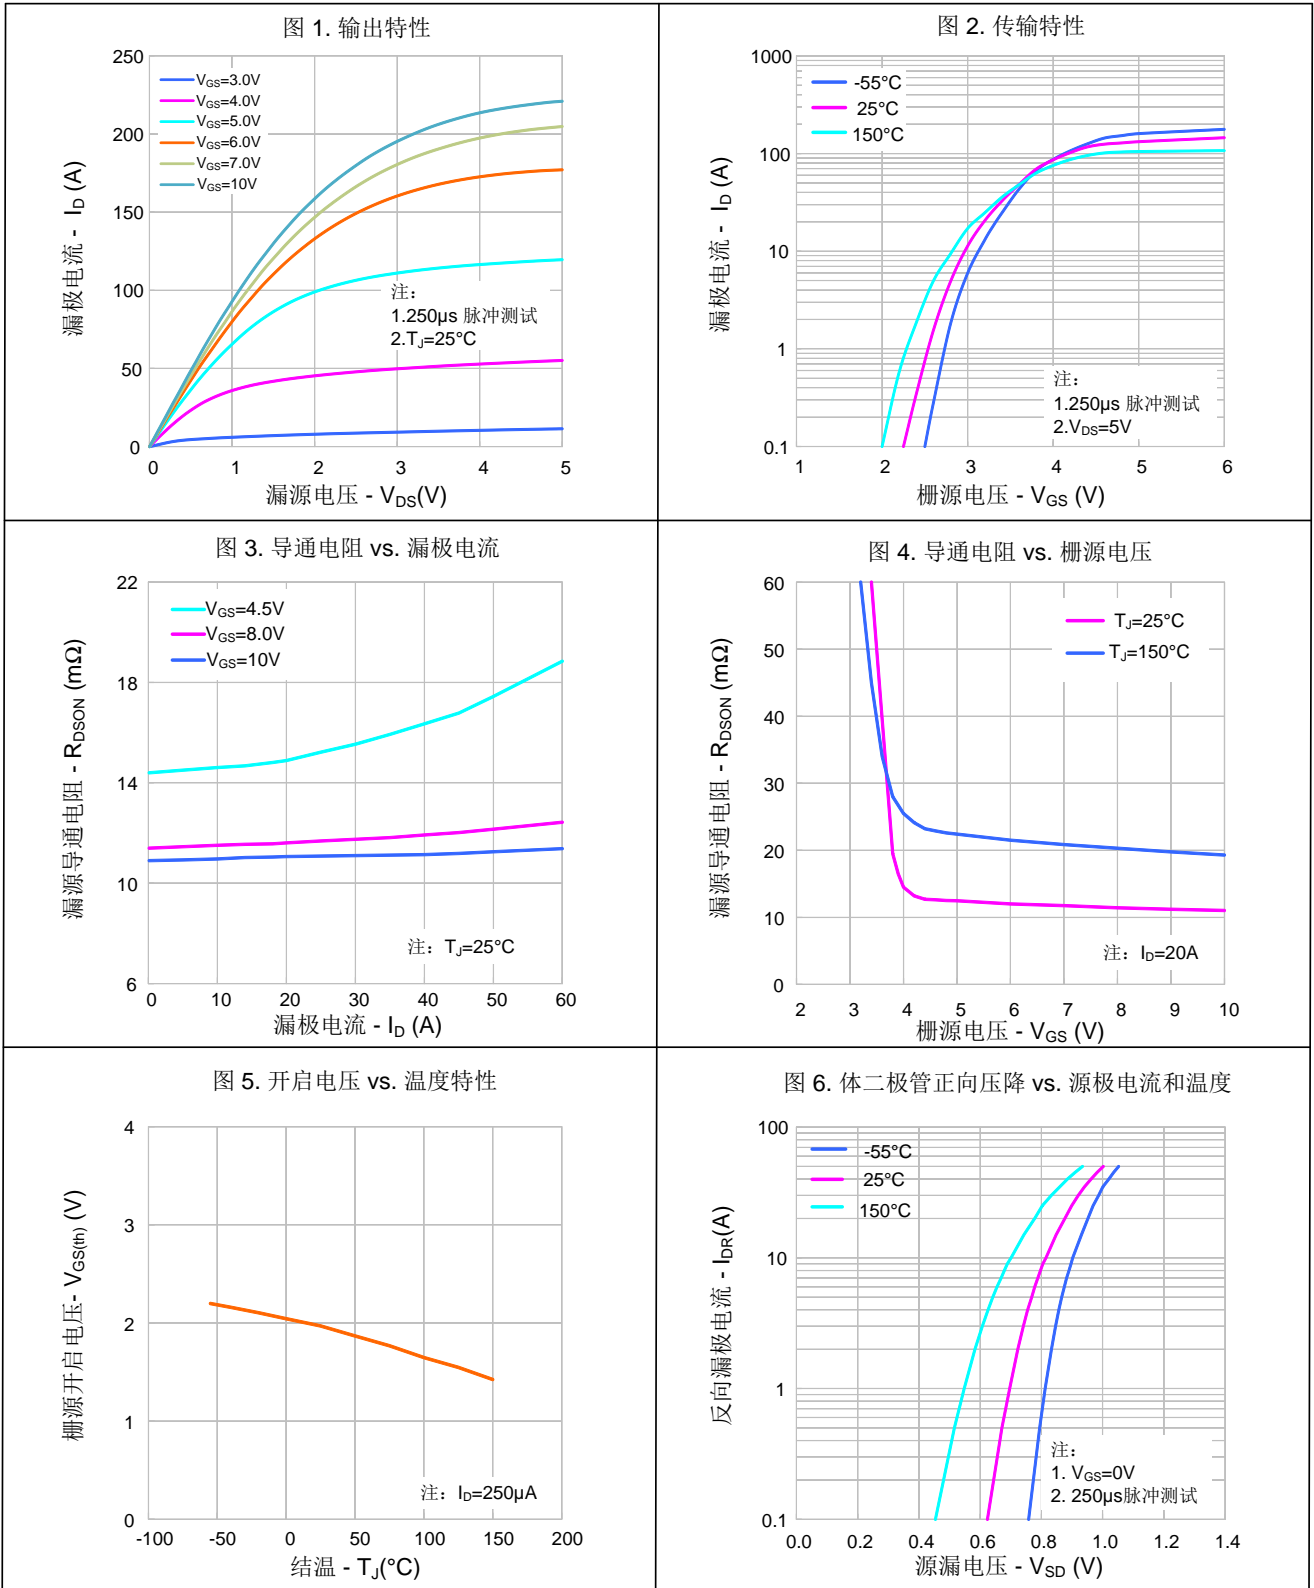 图 1. 输出特性
250
200
150
100
50
0
VGS=3.0V
VGS=4.0V
VGS=5.0V
VGS=6.0V
VGS=7.0V
VGS=10V
注：
1.250µs 脉冲测试
2.TJ=25°C
0 1 2 3 4 5
漏源电压 - VDS(V)
漏极电流 - ID (A)
图 2. 传输特性
1000
100
10
1
0.1
-55°C
25°C
150°C
注：
1.250µs 脉冲测试
2.VDS=5V
1 2 3 4 5 6
栅源电压 - VGS (V)
漏极电流 - ID (A)
图 3. 导通电阻 vs. 漏极电流
22
18
14
10
6
VGS=4.5V
VGS=8.0V
VGS=10V
注：TJ=25°C
0 10 20 30 40 50 60
漏极电流 - ID (A)
漏源导通电阻 - RDSON (mΩ)
图 4. 导通电阻 vs. 栅源电压
60
50
40
30
20
10
0
TJ=25°C
TJ=150°C
注：ID=20A
2 3 4 5 6 7 8 9 10
栅源电压 - VGS (V)
漏源导通电阻 - RDSON (mΩ)
图 5. 开启电压 vs. 温度特性
4
3
2
1
0
注：ID=250µA
-100 -50 0 50 100 150 200
结温 - TJ(°C)
栅源开启电压- VGS(th) (V)
图 6. 体二极管正向压降 vs. 源极电流和温度
100
10
1
0.1
-55°C
25°C
150°C
注：
1. VGS=0V
2. 250µs脉冲测试
0.0 0.2 0.4 0.6 0.8 1.0 1.2 1.4
源漏电压 - VSD (V)
反向漏极电流 - IDR(A)